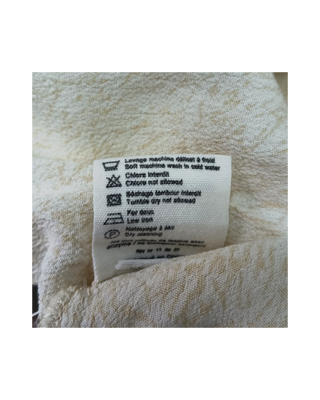 Lavage machine délicat à froid
Soft machine wash in cold water
Chlore interdit
Chlore not allowed
Séchage tambour interdit
Tumble dry not allowed
Fer doux
Low iron
Nettoyage à sec
Dry cleaning
P